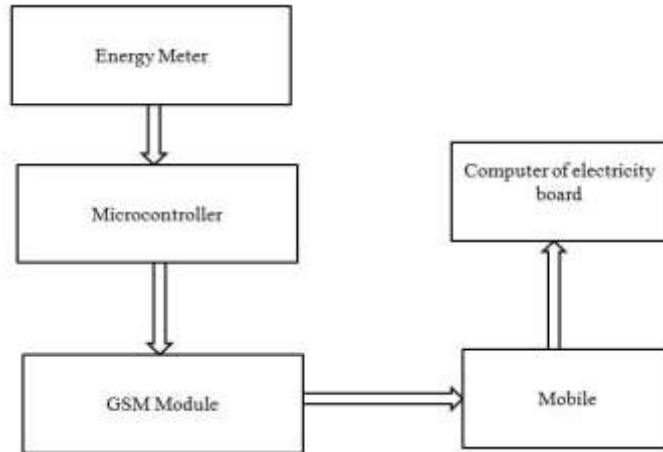 Energy Meter
Microcontroller
GSM Module
Mobile
Computer of electricity
board